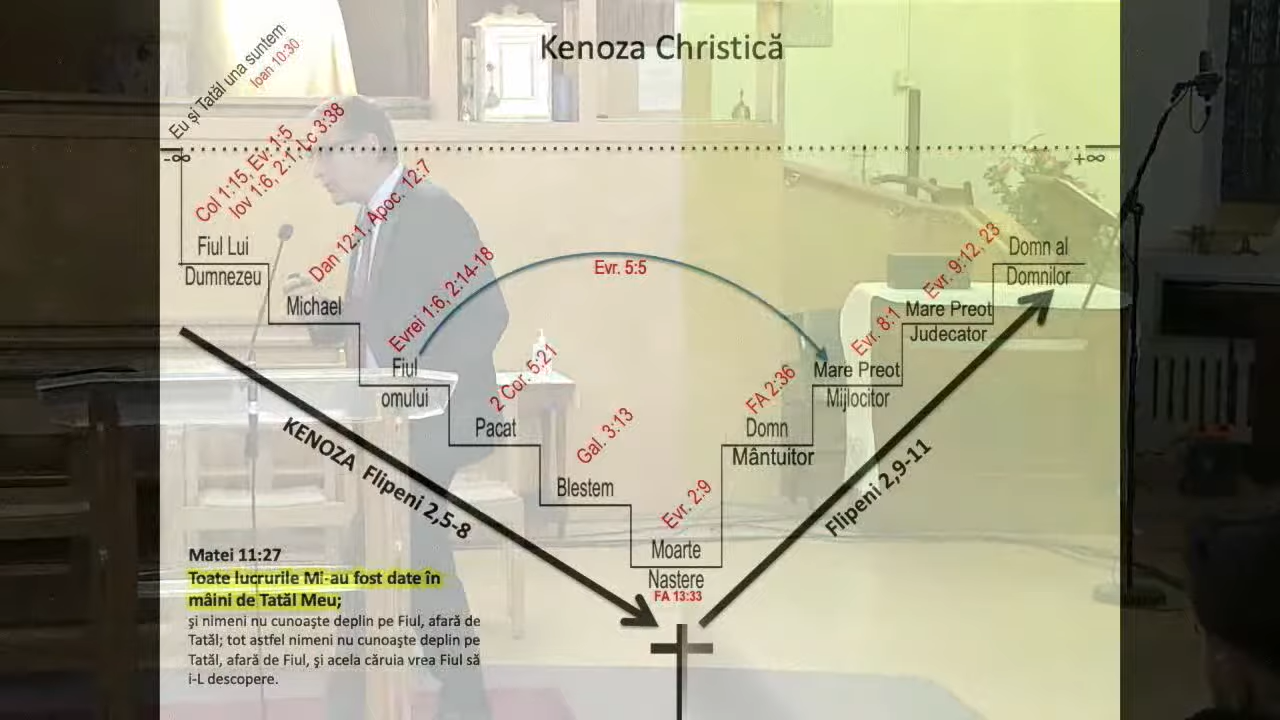 Kenoza Christică
Eu și Tatăl una suntem
Ioan 10:30
-∞
+∞
Col 1:15, Ev. 1:5
Iov 1:6, 2:1, Lc 3:38
Fiul Lui
Dumnezeu
Dan 12:1, Apoc. 12:7
Michael
Evrei 1:6, 2:14-18
Fiul
omului
2 Cor. 5:21
Pacat
Gal. 3:13
Blestem
Evr. 2:9
Moarte
Nastere
FA 13:33
Evr. 5:5
FA 2:36
Domn
Mântuitor
Evr. 8:1
Mare Preot
Mijlocitor
Evr. 9:12, 23
Mare Preot
Judecator
Domn al
Domnilor
KENOZA Flipeni 2,5-8
Flipeni 2,9-11
Matei 11:27
Toate lucrurile Mi-au fost date în
mâini de Tatăl Meu;
și nimeni nu cunoaște deplin pe Fiul, afară de
Tatăl; tot astfel nimeni nu cunoaște deplin pe
Tatăl, afară de Fiul, și acela căruia vrea Fiul să
i-L descopere.